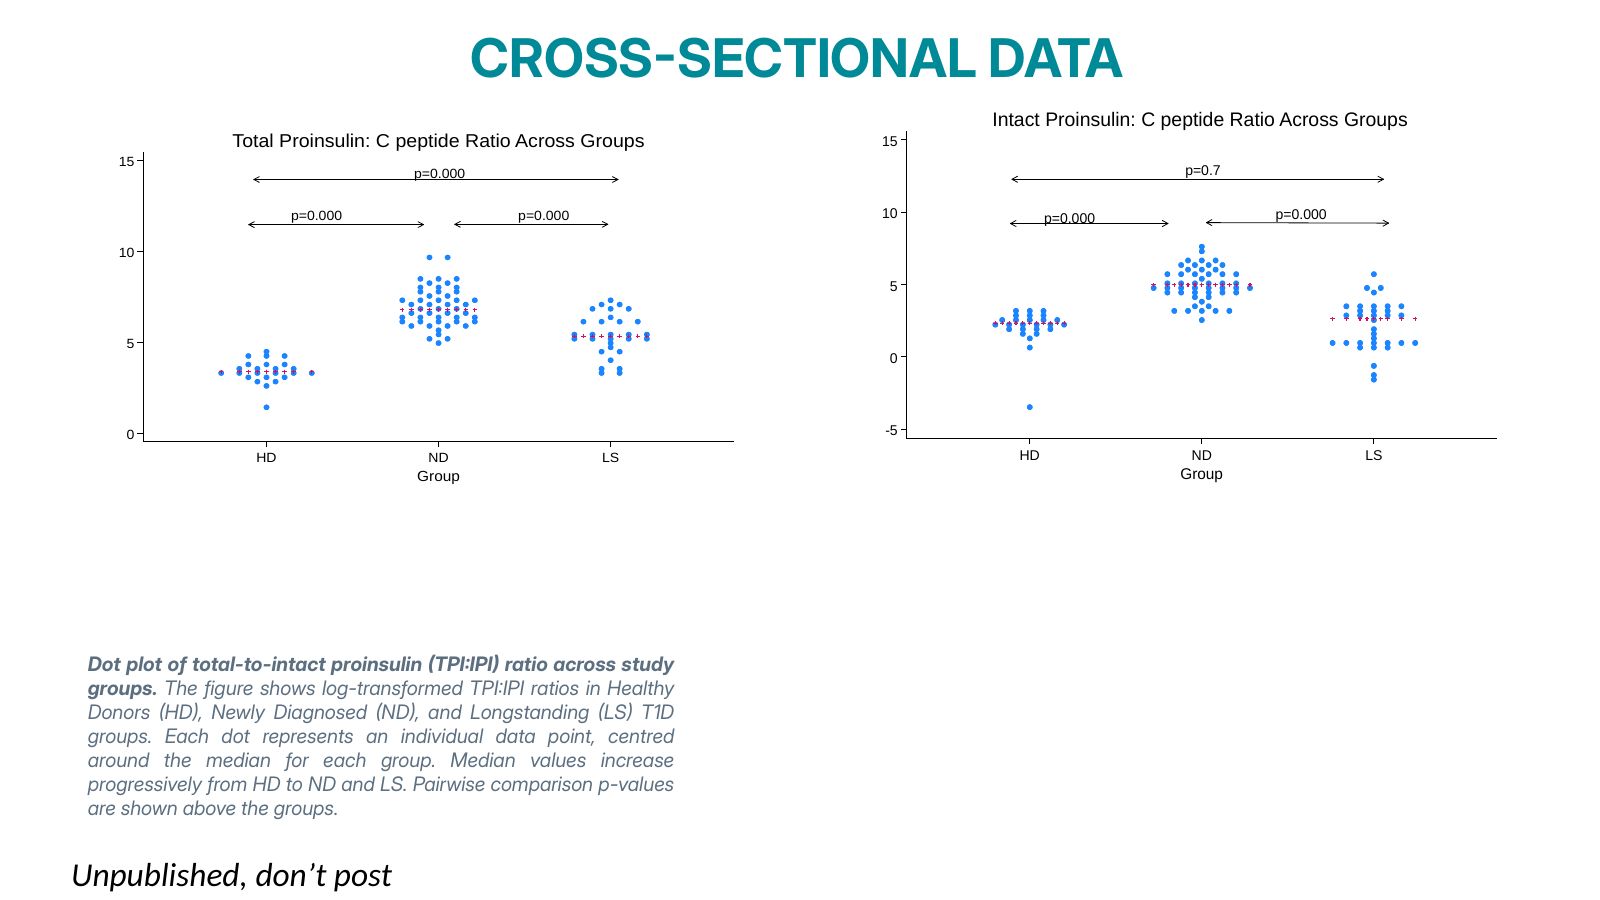 CROSS-SECTIONAL DATA
Total Proinsulin: C peptide Ratio Across Groups
15
10
5
0
p=0.000
p=0.000
p=0.000
HD
ND
LS
Group
Intact Proinsulin: C peptide Ratio Across Groups
15
10
5
0
-5
p=0.7
p=0.000
p=0.000
HD
ND
LS
Group
Dot plot of total-to-intact proinsulin (TPI:IPI) ratio across study
groups. The figure shows log-transformed TPI:IPI ratios in Healthy
Donors (HD), Newly Diagnosed (ND), and Longstanding (LS) T1D
groups. Each dot represents an individual data point, centred
around the median for each group. Median values increase
progressively from HD to ND and LS. Pairwise comparison p-values
are shown above the groups.
Unpublished, don’t post